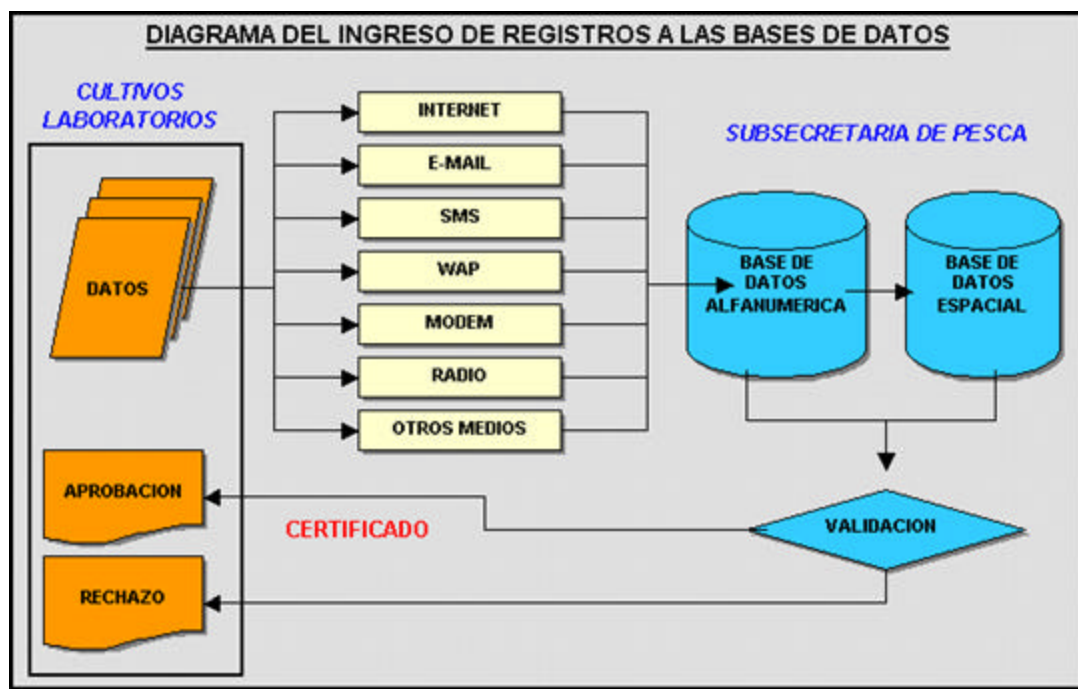 DIAGRAMA DEL INGRESO DE REGISTROS A LAS BASES DE DATOS
CULTIVOS
LABORATORIOS
DATOS
INTERNET
E-MAIL
SMS
WAP
MODEM
RADIO
OTROS MEDIOS
SUBSECRETARIA DE PESCA
BASE DE
DATOS
ALFANUMERICA
BASE DE
DATOS
ESPACIAL
APROBACION
CERTIFICADO
VALIDACION
RECHAZO